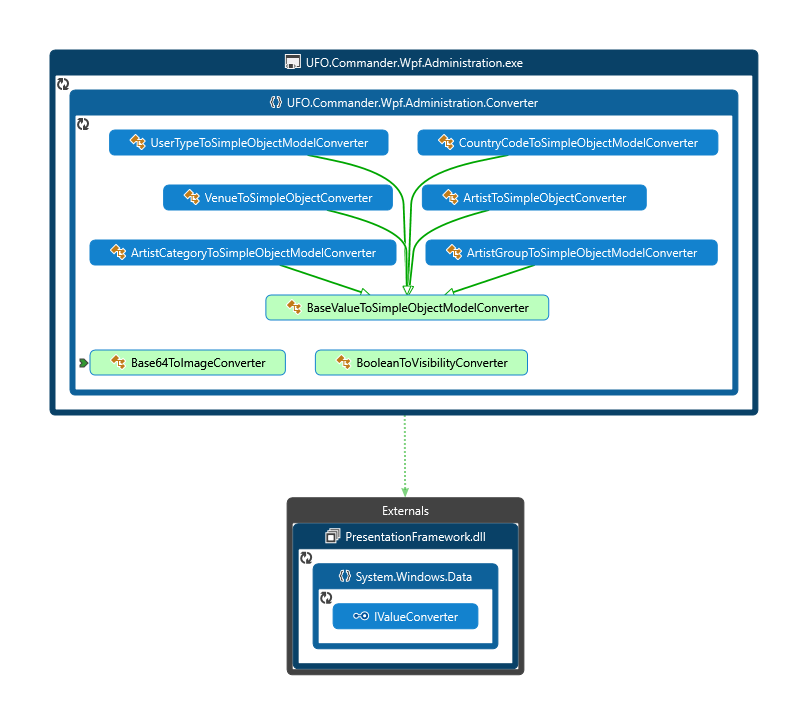 UFO.Commander.Wpf.Administration.exe
UFO.Commander.Wpf.Administration.Converter
UserTypeToSimpleObjectModelConverter
CountryCodeToSimpleObjectModelConverter
VenueToSimpleObjectConverter
ArtistToSimpleObjectConverter
ArtistCategoryToSimpleObjectModelConverter
ArtistGroupToSimpleObjectModelConverter
BaseValueToSimpleObjectModelConverter
Base64ToImageConverter
BooleanToVisibilityConverter
Externals
PresentationFramework.dll
System.Windows.Data
IValueConverter